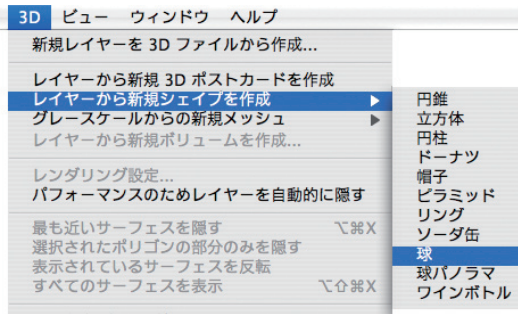 3D ビュー ウィンドウ ヘルプ
新規レイヤーを 3D ファイルから作成...
レイヤーから新規 3D ポストカードを作成
レイヤーから新規シェイプを作成 ▶
グレースケールからの新規メッシュ ▶
レイヤーから新規ボリュームを作成...
レンダリング設定...
パフォーマンスのためレイヤーを自動的に隠す
最も近いサーフェスを隠す ⌥⌘X
選択されたポリゴンの部分のみを隠す
表示されているサーフェスを反転
すべてのサーフェスを表示 ⌥⇧⌘X
円錐
立方体
円柱
ドーナツ
帽子
ピラミッド
リング
ソーダ缶
球
球パノラマ
ワインボトル